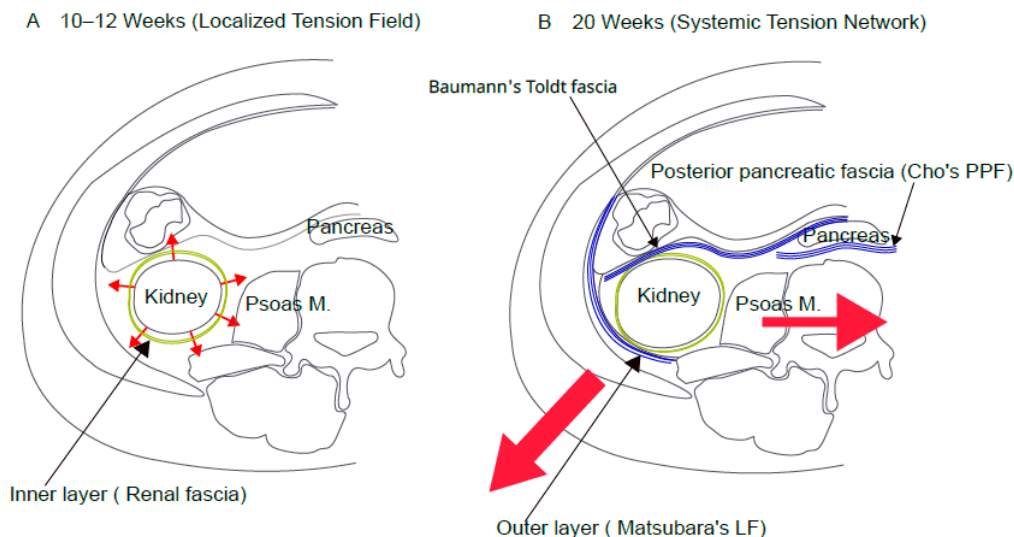 A 10–12 Weeks (Localized Tension Field)
B 20 Weeks (Systemic Tension Network)
Baumann's Toldt fascia
Posterior pancreatic fascia (Cho's PPF)
Pancreas
Pancreas
Kidney
Psoas M.
Kidney
Psoas M.
Inner layer ( Renal fascia)
Outer layer ( Matsubara's LF)